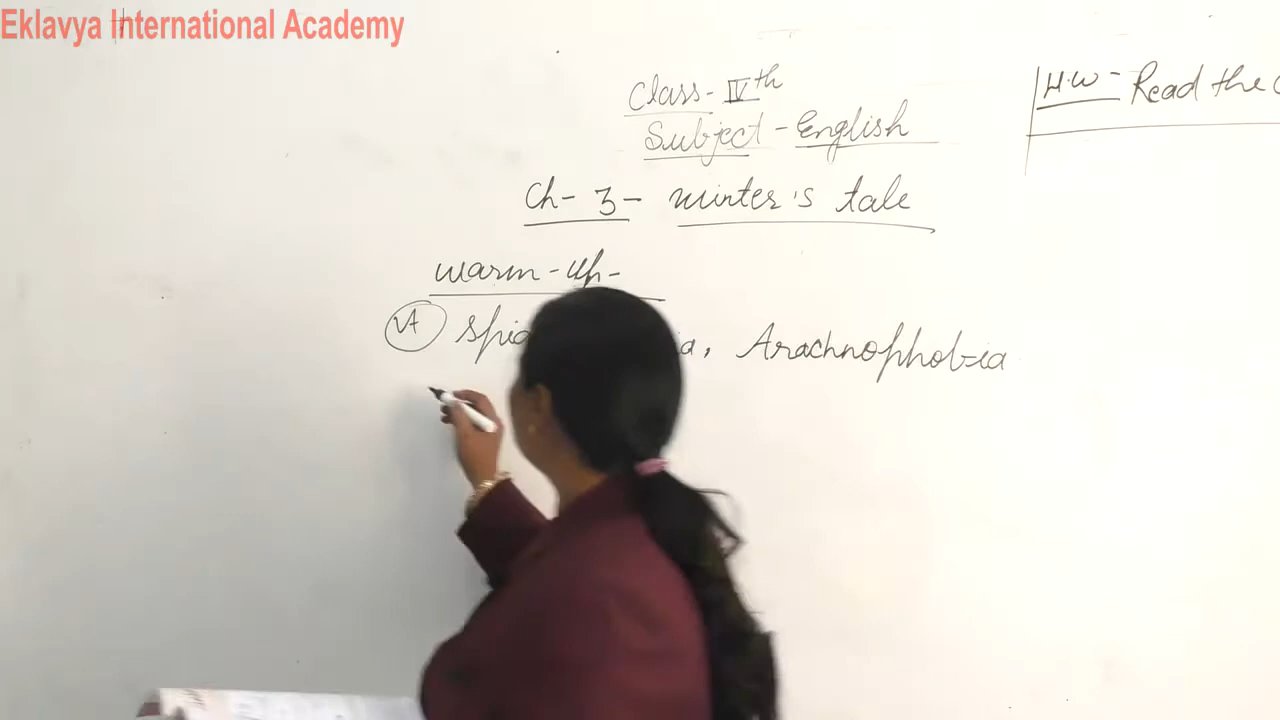 Eklavya International Academy
Class - IVth
Subject - English
H.W - Read the
Ch - 3 - Winter's tale
Warm-Up -
Arachnophobia